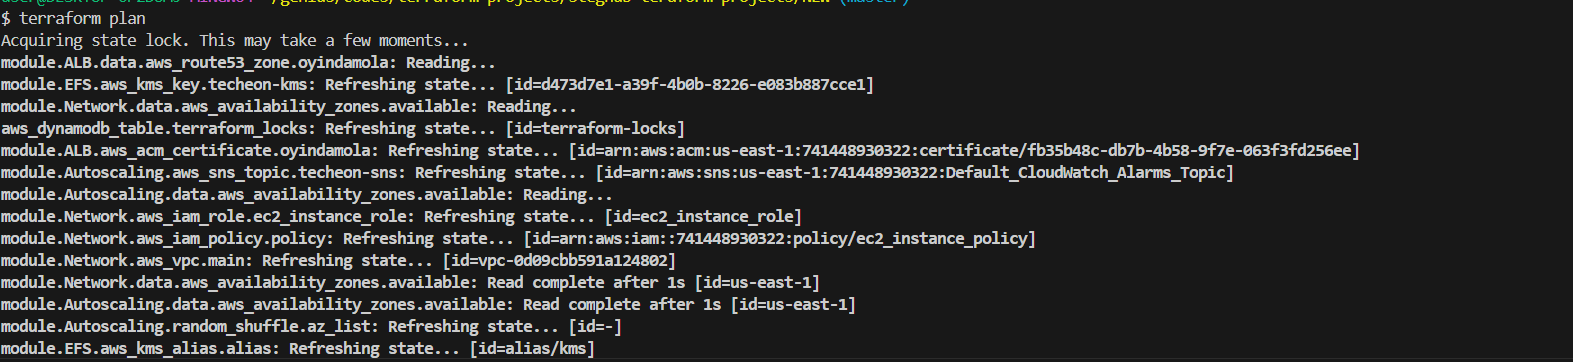 $ terraform plan
Acquiring state lock. This may take a few moments...
module.ALB.data.aws_route53_zone.oyindamola: Reading...
module.EFS.aws_kms_key.techeon-kms: Refreshing state... [id=d473d7e1-a39f-4b0b-8226-e083b887cce1]
module.Network.data.aws_availability_zones.available: Reading...
aws_dynamodb_table.terraform_locks: Refreshing state... [id=terraform-locks]
module.ALB.aws_acm_certificate.oyindamola: Refreshing state... [id=arn:aws:acm:us-east-1:741448930322:certificate/fb35b48c-db7b-4b58-9f7e-063f3fd256ee]
module.Autoscaling.aws_sns_topic.techeon-sns: Refreshing state... [id=arn:aws:sns:us-east-1:741448930322:Default_CloudWatch_Alarms_Topic]
module.Autoscaling.data.aws_availability_zones.available: Reading...
module.Network.aws_iam_role.ec2_instance_role: Refreshing state... [id=ec2_instance_role]
module.Network.aws_iam_policy.policy: Refreshing state... [id=arn:aws:iam::741448930322:policy/ec2_instance_policy]
module.Network.aws_vpc.main: Refreshing state... [id=vpc-0d09cbb591a124802]
module.Network.data.aws_availability_zones.available: Read complete after 1s [id=us-east-1]
module.Autoscaling.data.aws_availability_zones.available: Read complete after 1s [id=us-east-1]
module.Autoscaling.random_shuffle.az_list: Refreshing state... [id=-]
module.EFS.aws_kms_alias.alias: Refreshing state... [id=alias/kms]